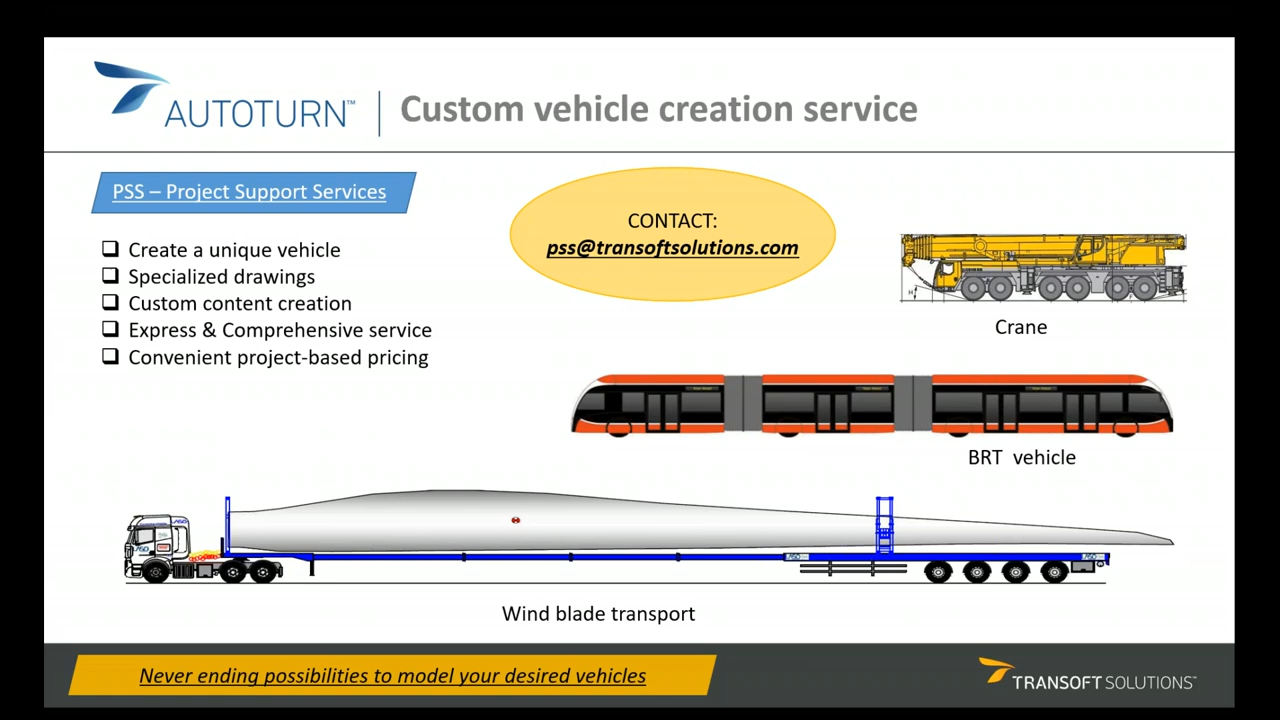 AUTOTURN™
Custom vehicle creation service
PSS – Project Support Services
❑ Create a unique vehicle
❑ Specialized drawings
❑ Custom content creation
❑ Express & Comprehensive service
❑ Convenient project-based pricing
CONTACT:
pss@transoftsolutions.com
Crane
BRT vehicle
Wind blade transport
Never ending possibilities to model your desired vehicles
TRANSOFT SOLUTIONS™